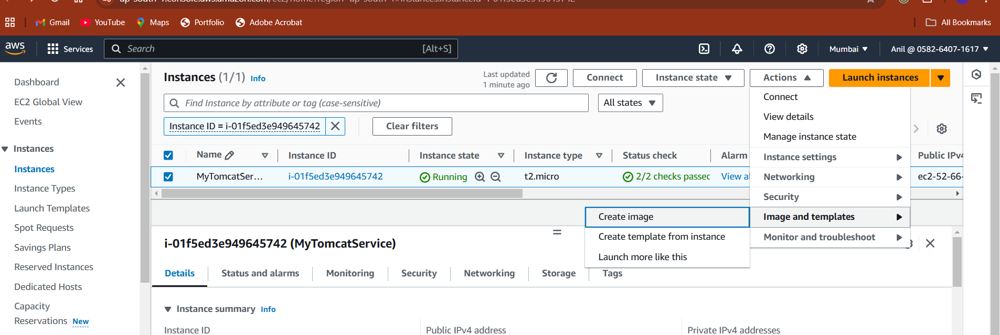 Gmail YouTube Maps Portfolio Adobe Acrobat All Bookmarks
aws Services Search [Alt+S] Mumbai Anil @ 0582-6407-1617
Dashboard
EC2 Global View
Events
Instances
Instances
Instance Types
Launch Templates
Spot Requests
Savings Plans
Reserved Instances
Dedicated Hosts
Capacity
Reservations New
Instances (1/1) Info
Last updated
1 minute ago
Connect Instance state Actions Launch instances
Find Instance by attribute or tag (case-sensitive) All states
Instance ID = i-01f5ed3e949645742 Clear filters
Name Instance ID Instance state Instance type Status check Alarm Public IPv4
MyTomcatSer... i-01f5ed3e949645742 Running t2.micro 2/2 checks passec View al ec2-52-66-
Connect
View details
Manage instance state
Instance settings
Networking
Security
Image and templates
Monitor and troubleshoot
Create image
Create template from instance
Launch more like this
i-01f5ed3e949645742 (MyTomcatService)
Details Status and alarms Monitoring Security Networking Storage Tags
Instance summary Info
Instance ID Public IPv4 address Private IPv4 addresses